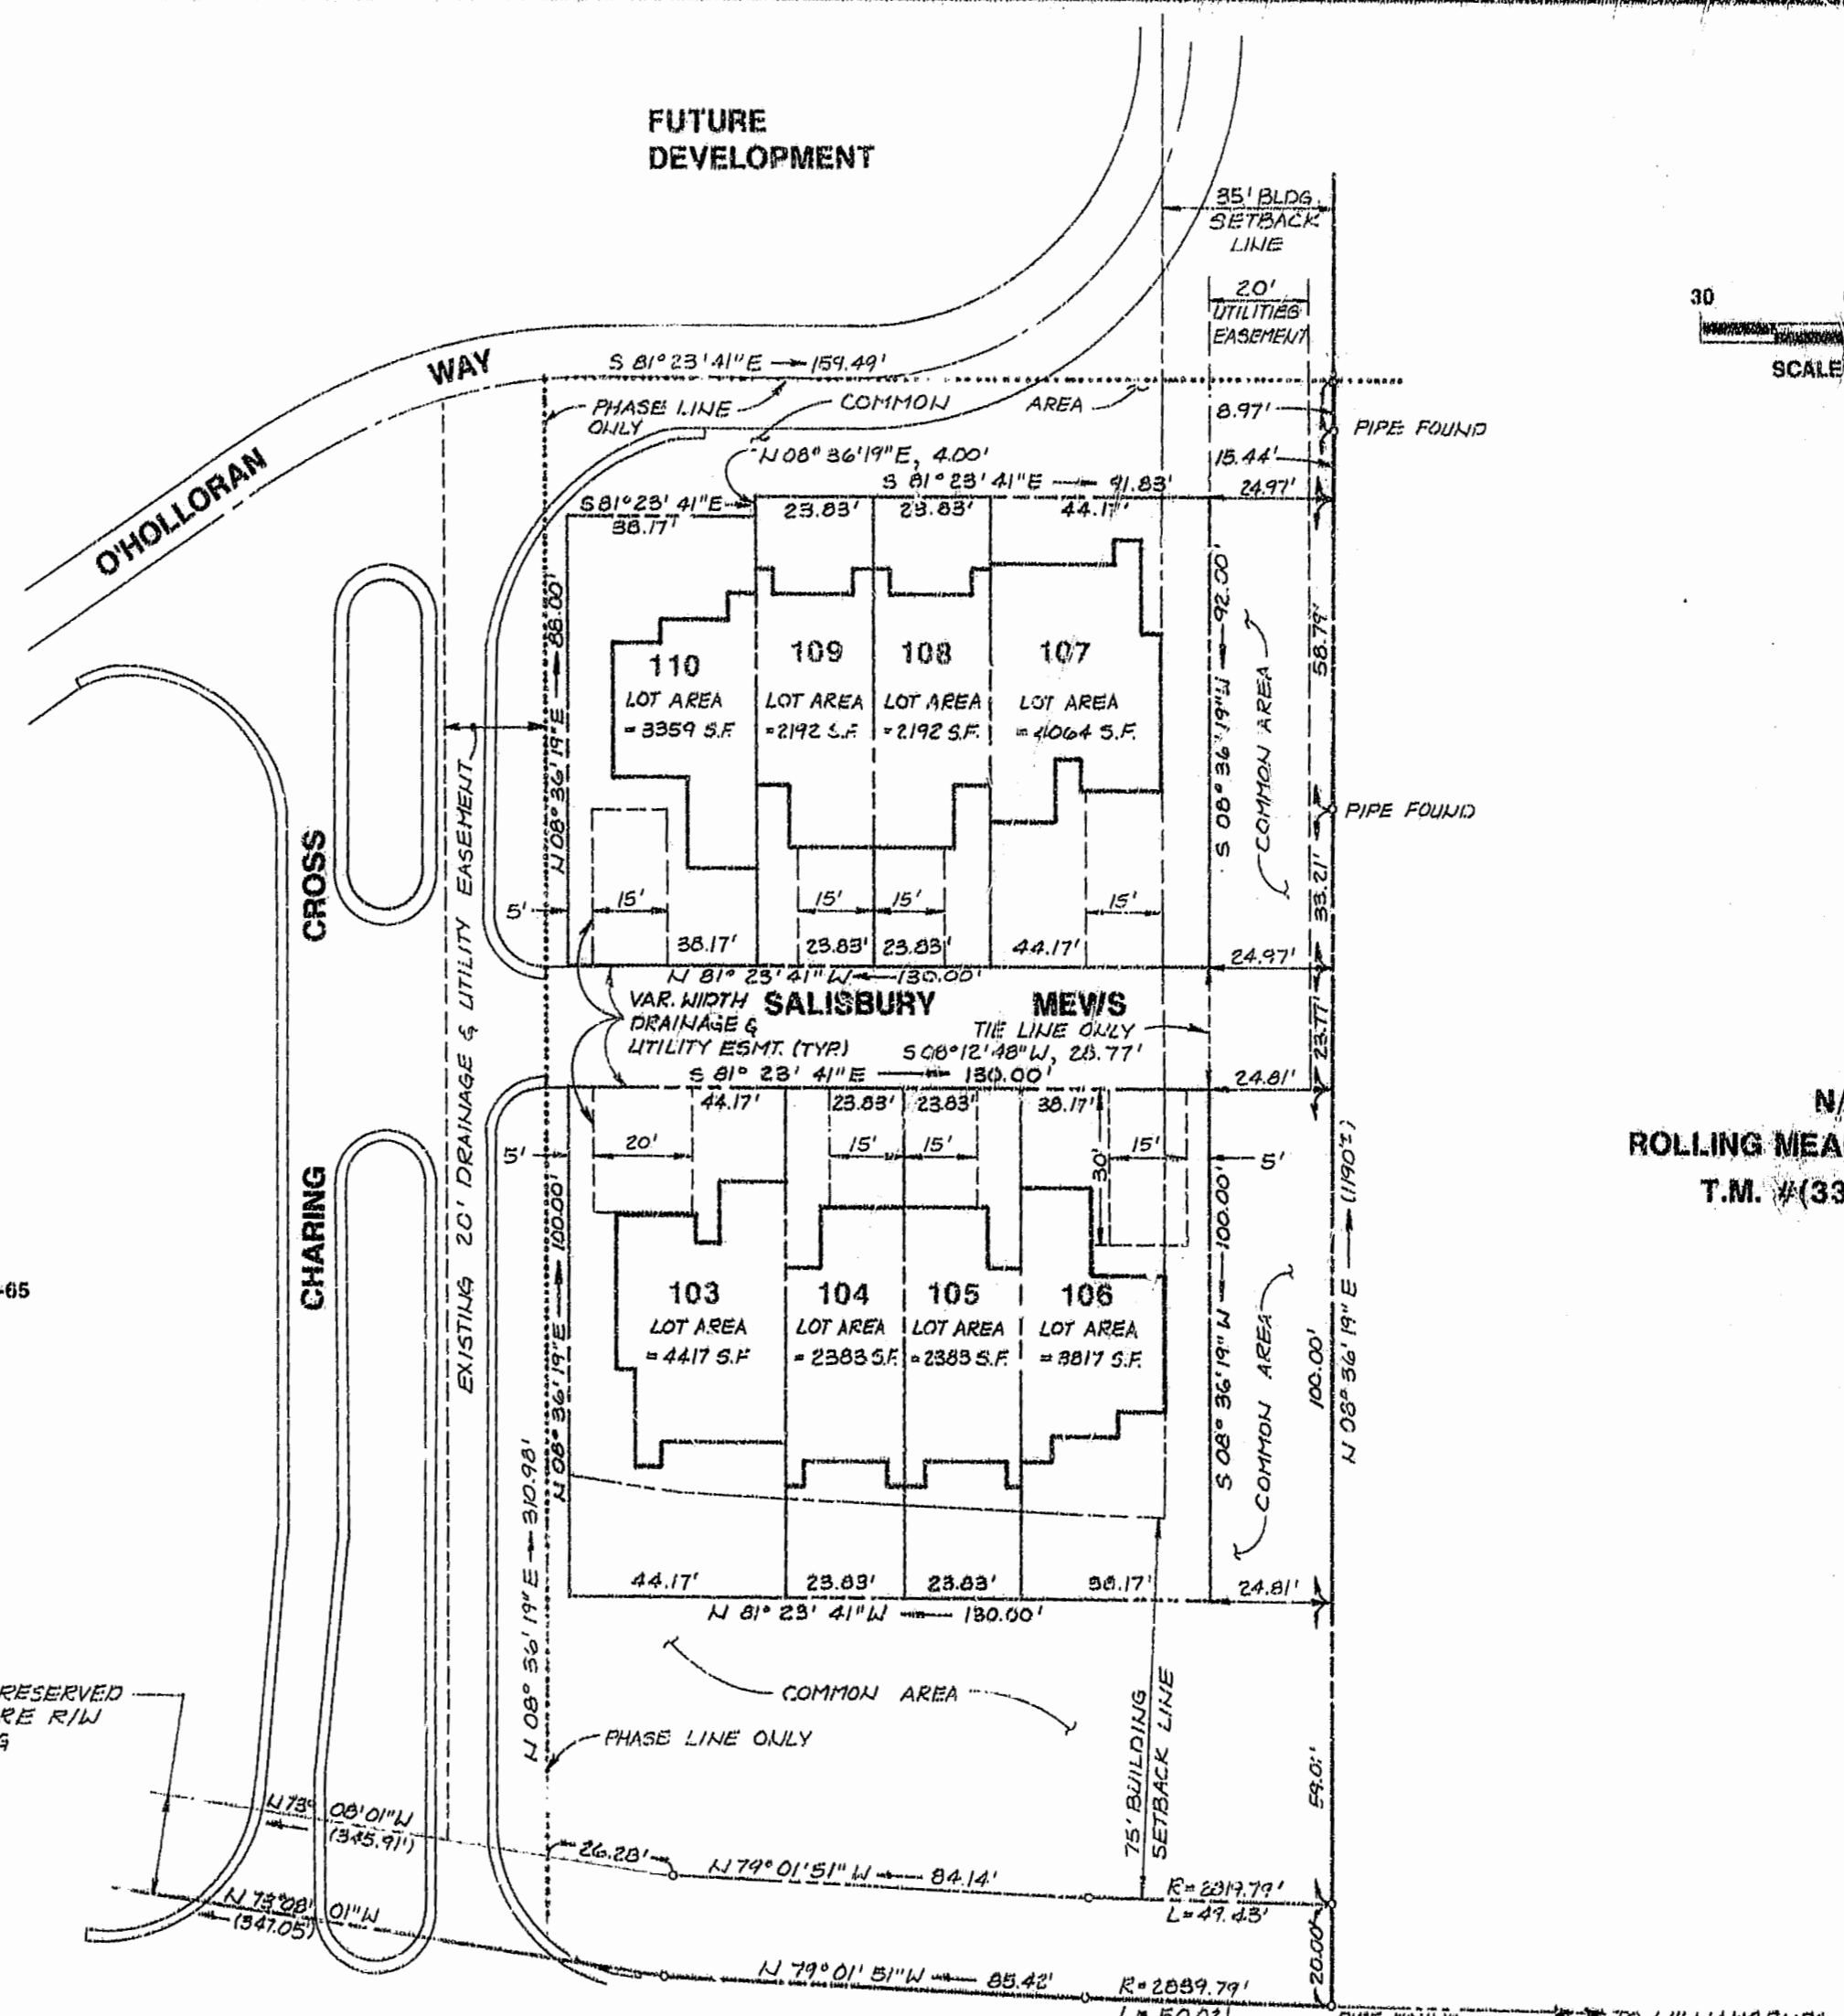 FUTURE
DEVELOPMENT
35' BLDG.
SETBACK
LINE
20'
UTILITIES
EASEMENT
30
SCALE
WAY
O'HOLLORAN
S 81° 23' 41" E 159.49'
PHASE LINE
ONLY
COMMON AREA
8.97'
PIPE FOUND
15.44'
N 08° 36' 19" E, 4.00'
S 81° 23' 41" E 91.83'
24.97'
S 81° 23' 41" E
38.17'
23.83'
23.83'
44.17'
N 08° 36' 19" E 88.00'
110
LOT AREA
= 3359 S.F.
109
LOT AREA
= 2192 S.F.
108
LOT AREA
= 2192 S.F.
107
LOT AREA
= 4064 S.F.
S 08° 36' 19" W 92.00'
COMMON AREA
58.79'
PIPE FOUND
33.21'
CROSS
EXISTING 20' DRAINAGE & UTILITY EASEMENT
5'
15'
15'
15'
15'
38.17'
23.83'
23.83'
44.17'
24.97'
N 81° 23' 41" W 130.00'
VAR. WIDTH
DRAINAGE &
UTILITY ESMT. (TYP.)
SALISBURY MEWS
TIE LINE ONLY
S 08° 12' 48" W, 23.77'
23.77'
S 81° 23' 41" E 130.00'
24.81'
44.17'
23.83'
23.83'
38.17'
5'
20'
15'
15'
30'
15'
5'
N/
ROLLING MEA
T.M. #(33
CHARING
-65
N 08° 36' 19" E 100.00'
103
LOT AREA
= 4417 S.F.
104
LOT AREA
= 2383 S.F.
105
LOT AREA
= 2383 S.F.
106
LOT AREA
= 3817 S.F.
S 08° 36' 19" W 100.00'
COMMON AREA
100.00'
N 08° 36' 19" E (1190'±)
N 08° 36' 19" E 310.98'
44.17'
23.83'
23.83'
38.17'
24.81'
N 81° 23' 41" W 130.00'
RESERVED
RE R/W
G
COMMON AREA
PHASE LINE ONLY
75' BUILDING
SETBACK LINE
N 73° 08' 01" W
(345.91')
26.28'
N 79° 01' 51" W 84.14'
R=2819.79'
L=49.43'
N 73° 08' 01" W
(347.05')
N 79° 01' 51" W 85.42'
R=2839.79'
20.00'